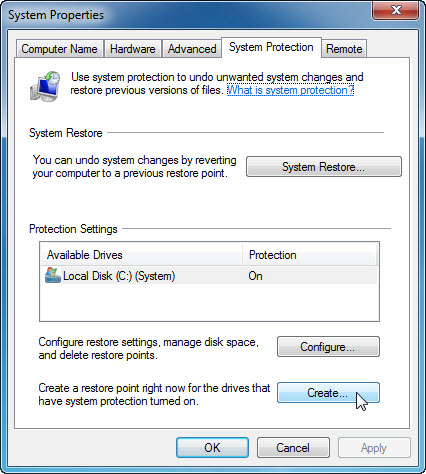 System Properties
Computer Name
Hardware
Advanced
System Protection
Remote
Use system protection to undo unwanted system changes and
restore previous versions of files. What is system protection?
System Restore
You can undo system changes by reverting
your computer to a previous restore point.
System Restore...
Protection Settings
Available Drives
Protection
Local Disk (C:) (System)
On
Configure restore settings, manage disk space,
and delete restore points.
Configure...
Create a restore point right now for the drives that
have system protection turned on.
Create...
OK
Cancel
Apply